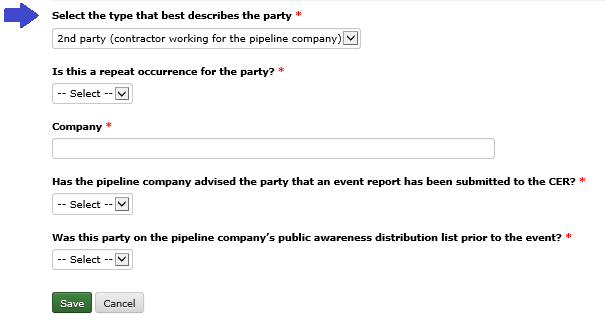 Select the type that best describes the party *
2nd party (contractor working for the pipeline company)
Is this a repeat occurrence for the party? *
-- Select --
Company *
Has the pipeline company advised the party that an event report has been submitted to the CER? *
-- Select --
Was this party on the pipeline company's public awareness distribution list prior to the event? *
-- Select --
Save Cancel